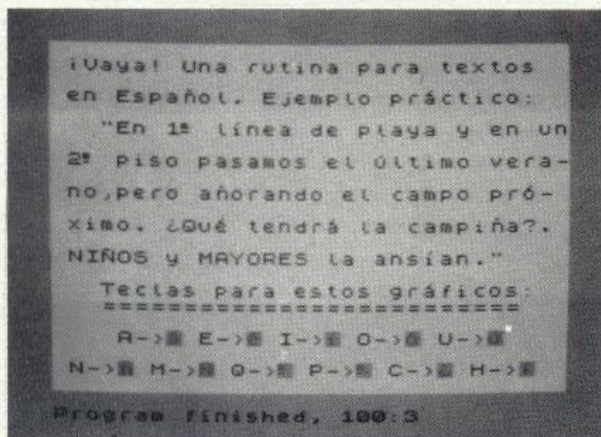 ¡Vaya! Una rutina para textos
en Español. Ejemplo práctico:
"En 1ª línea de playa y en un
2º piso pasamos el último vera-
no,pero añorando el campo pró-
ximo. ¿Qué tendrá la campiña?.
NIÑOS y MAYORES la ansían."
Teclas para estos gráficos:
===========================
A-> E-> I-> O-> U->
N-> M-> Q-> P-> C-> H->
Program finished, 100:3